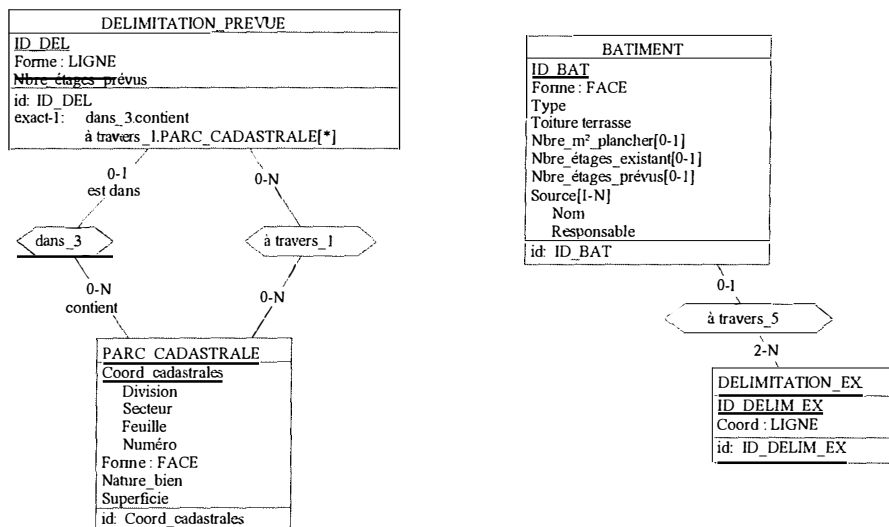 DELIMITATION_PREVUE
ID_DEL
Forme : LIGNE
Nbre_étages_prévus
id: ID_DEL
exact-1: dans_3.contient
à travers_1.PARC_CADASTRALE[*]
0-1
est dans
0-N
dans_3
à travers_1
0-N
contient
0-N
PARC_CADASTRALE
Coord_cadastrales
Division
Secteur
Feuille
Numéro
Forme : FACE
Nature_bien
Superficie
id: Coord_cadastrales
BATIMENT
ID_BAT
Forme : FACE
Type
Toiture terrasse
Nbre_m²_plancher[0-1]
Nbre_étages_existant[0-1]
Nbre_étages_prévus[0-1]
Source[1-N]
Nom
Responsable
id: ID_BAT
0-1
à travers_5
2-N
DELIMITATION_EX
ID_DELIM_EX
Coord : LIGNE
id: ID_DELIM_EX